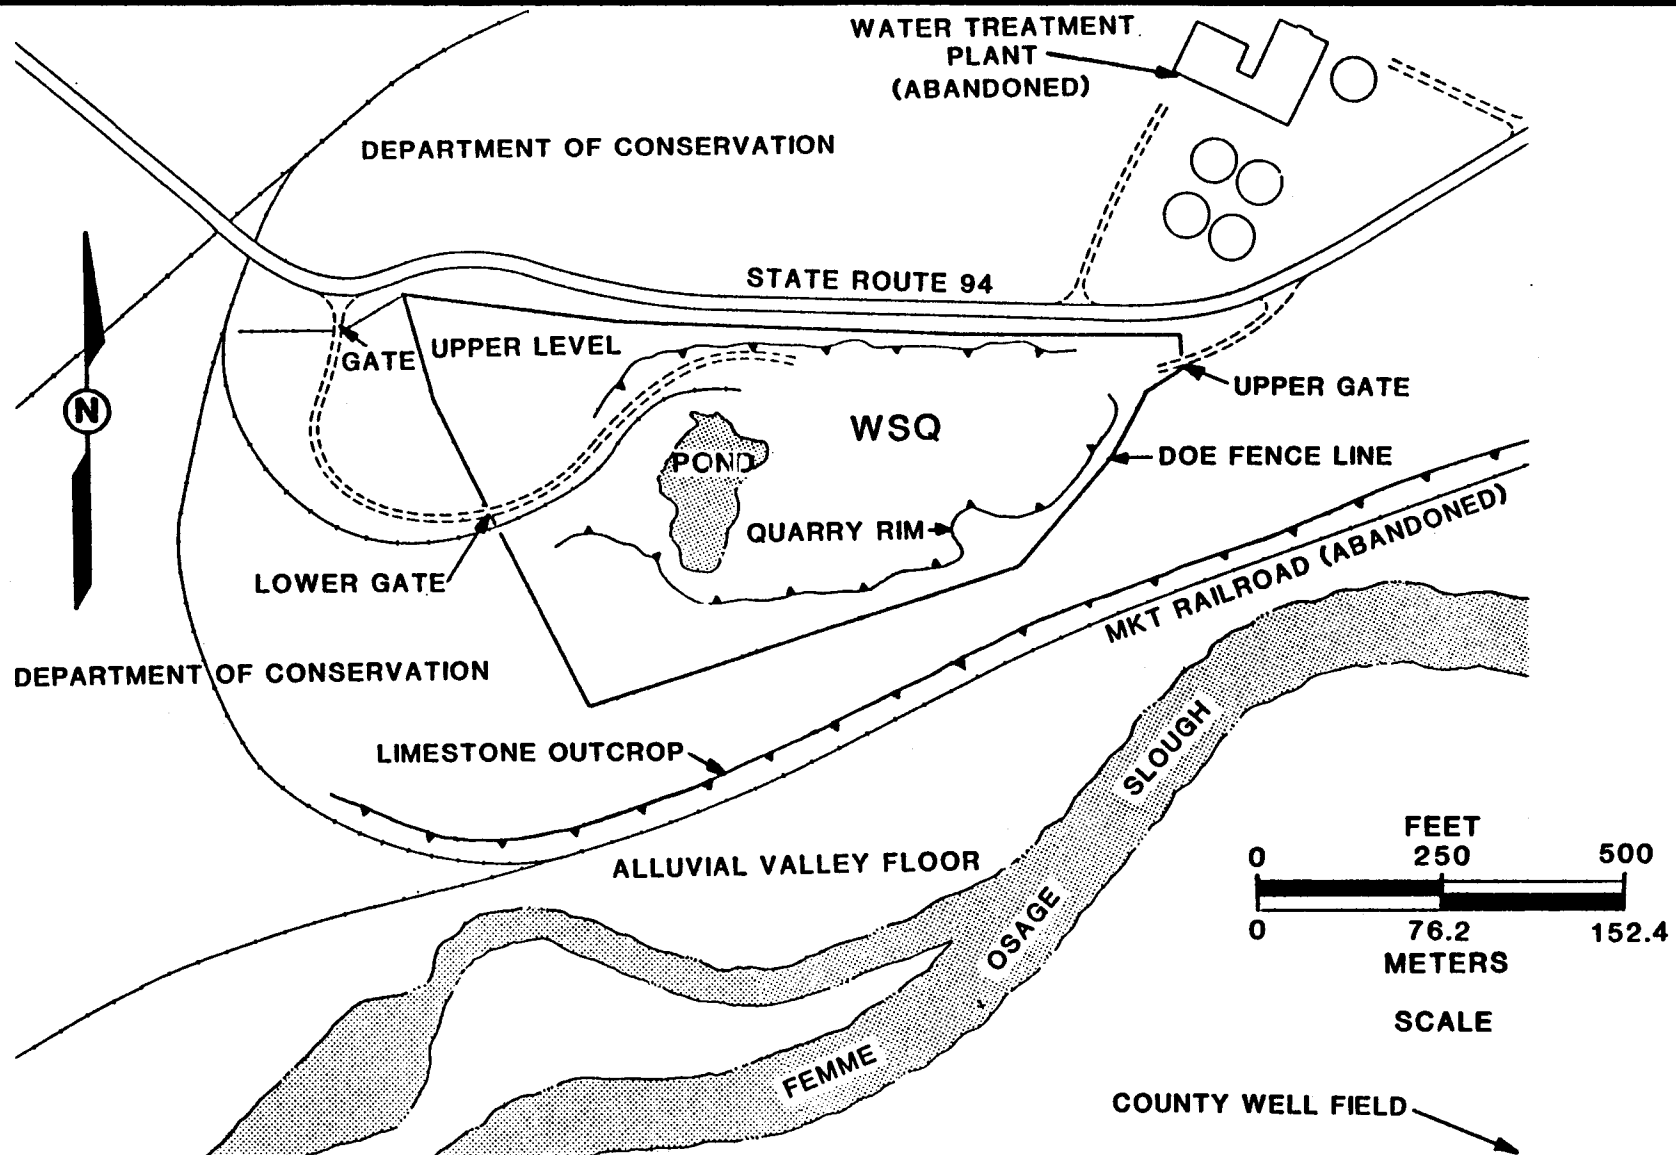 WATER TREATMENT
PLANT
(ABANDONED)
DEPARTMENT OF CONSERVATION
STATE ROUTE 94
GATE
UPPER LEVEL
UPPER GATE
N
WSQ
POND
DOE FENCE LINE
QUARRY RIM
MKT RAILROAD (ABANDONED)
LOWER GATE
DEPARTMENT OF CONSERVATION
LIMESTONE OUTCROP
SLOUGH
OSAGE
FEMME
ALLUVIAL VALLEY FLOOR
FEET
0 250 500
0 76.2 152.4
METERS
SCALE
COUNTY WELL FIELD